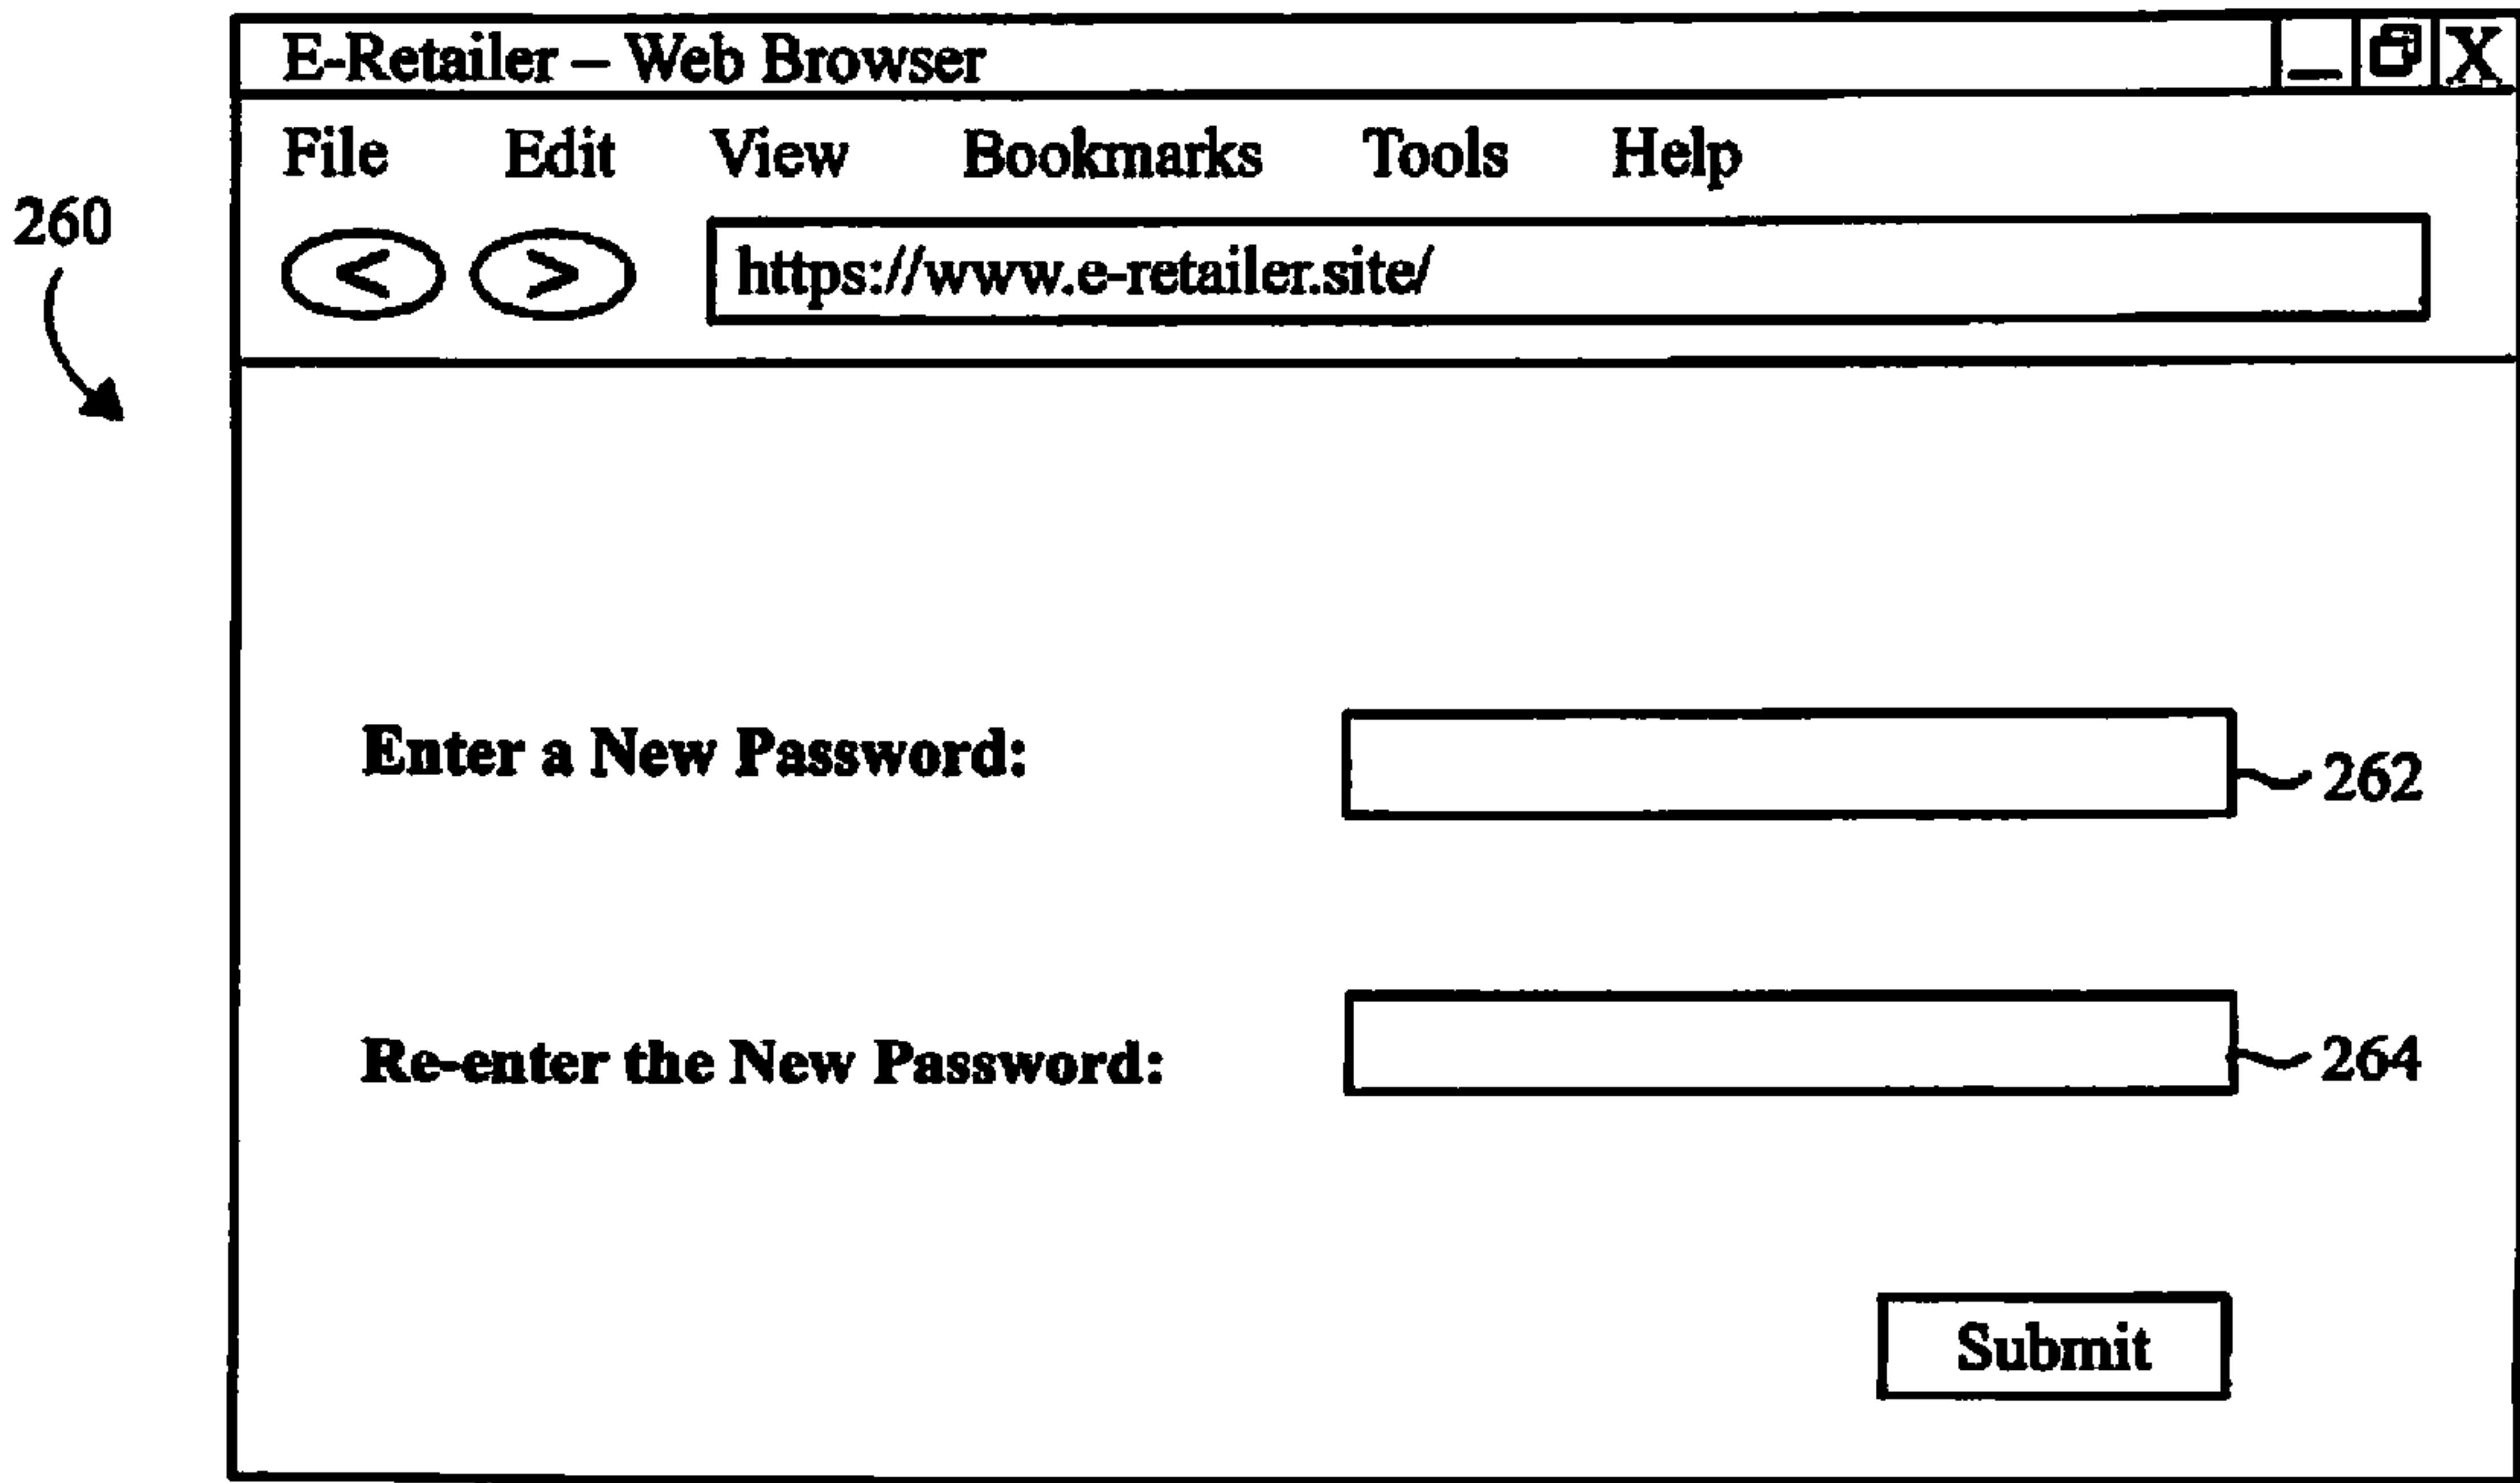 E-Retailer – Web Browser
_ X
File Edit View Bookmarks Tools Help
260
< > https://www.e-retailer.site/
Enter a New Password: 262
Re-enter the New Password: 264
Submit